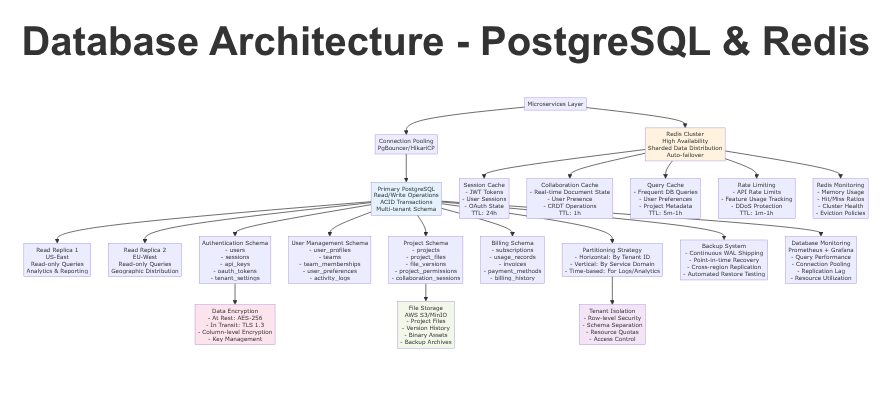 Database Architecture - PostgreSQL & Redis
Microservices Layer
Connection Pooling
PgBouncer/HikariCP
Redis Cluster
High Availability
Sharded Data Distribution
Auto-failover
Primary PostgreSQL
Read/Write Operations
ACID Transactions
Multi-tenant Schema
Session Cache
- JWT Tokens
- User Sessions
- OAuth State
TTL: 24h
Collaboration Cache
- Real-time Document State
- User Presence
- CRDT Operations
TTL: 1h
Query Cache
- Frequent DB Queries
- User Preferences
- Project Metadata
TTL: 5m-1h
Rate Limiting
- API Rate Limits
- Feature Usage Tracking
- DDoS Protection
TTL: 1m-1h
Redis Monitoring
- Memory Usage
- Hit/Miss Ratios
- Cluster Health
- Eviction Policies
Read Replica 1
US-East
Read-only Queries
Analytics & Reporting
Read Replica 2
EU-West
Read-only Queries
Geographic Distribution
Authentication Schema
- users
- sessions
- api_keys
- oauth_tokens
- tenant_settings
User Management Schema
- user_profiles
- teams
- team_memberships
- user_preferences
- activity_logs
Project Schema
- projects
- project_files
- file_versions
- project_permissions
- collaboration_sessions
Billing Schema
- subscriptions
- usage_records
- invoices
- payment_methods
- billing_history
Partitioning Strategy
- Horizontal: By Tenant ID
- Vertical: By Service Domain
- Time-based: For Logs/Analytics
Backup System
- Continuous WAL Shipping
- Point-in-time Recovery
- Cross-region Replication
- Automated Restore Testing
Database Monitoring
Prometheus + Grafana
- Query Performance
- Connection Pooling
- Replication Lag
- Resource Utilization
Data Encryption
- At Rest: AES-256
- In Transit: TLS 1.3
- Column-level Encryption
- Key Management
File Storage
AWS S3/MinIO
- Project Files
- Version History
- Binary Assets
- Backup Archives
Tenant Isolation
- Row-level Security
- Schema Separation
- Resource Quotas
- Access Control